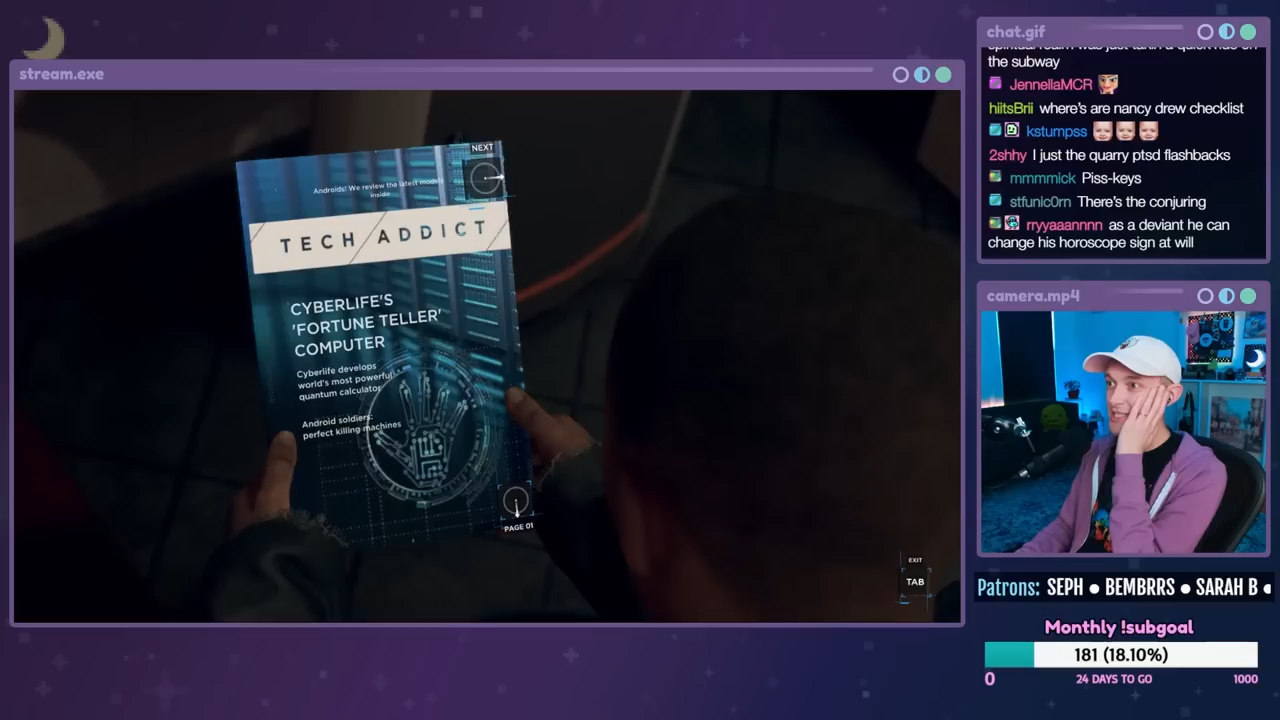 stream.exe
NEXT
Androids! We review the latest models
inside
TECH ADDICT
CYBERLIFE'S
'FORTUNE TELLER'
COMPUTER
Cyberlife develops
world's most powerful
quantum calculator
Android soldiers:
perfect killing machines
PAGE 01
EXIT
TAB
chat.gif
the subway
JennellaMCR
hiitsBrii where's are nancy drew checklist
kstumpss
2shhy I just the quarry ptsd flashbacks
mmmmick Piss-keys
stfunic0rn There's the conjuring
rryyaaannnn as a deviant he can
change his horoscope sign at will
camera.mp4
Patrons: SEPH ● BEMBRRS ● SARAH B ●
Monthly !subgoal
181 (18.10%)
0 24 DAYS TO GO 1000